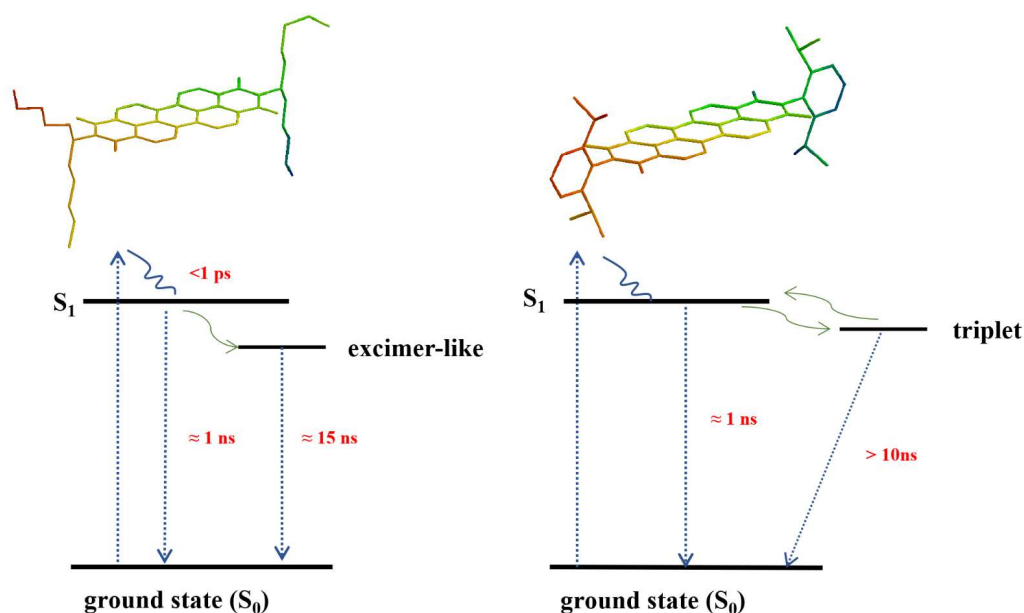 <1 ps
S₁
excimer-like
≈ 1 ns
≈ 15 ns
ground state (S₀)
S₁
triplet
≈ 1 ns
> 10ns
ground state (S₀)